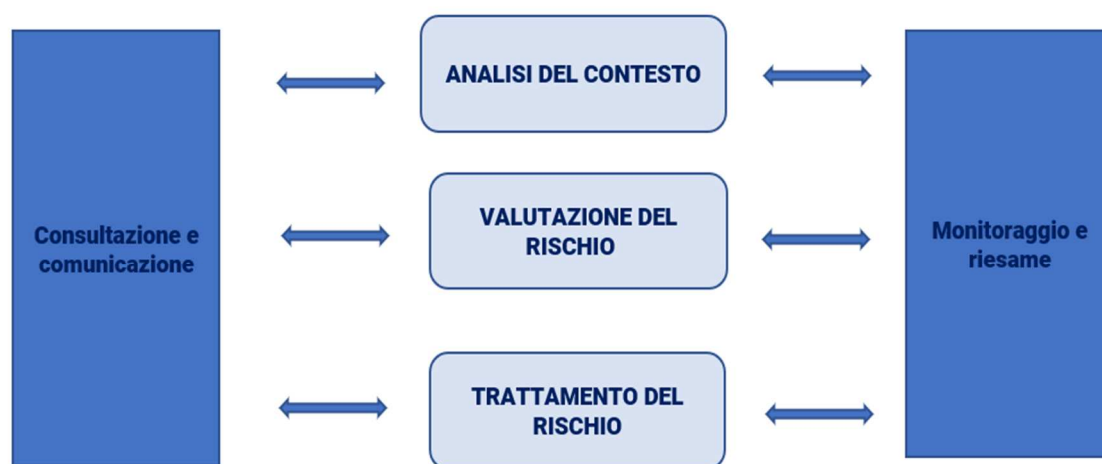 ANALISI DEL CONTESTO
Consultazione e
comunicazione
VALUTAZIONE DEL
RISCHIO
Monitoraggio e
riesame
TRATTAMENTO DEL
RISCHIO